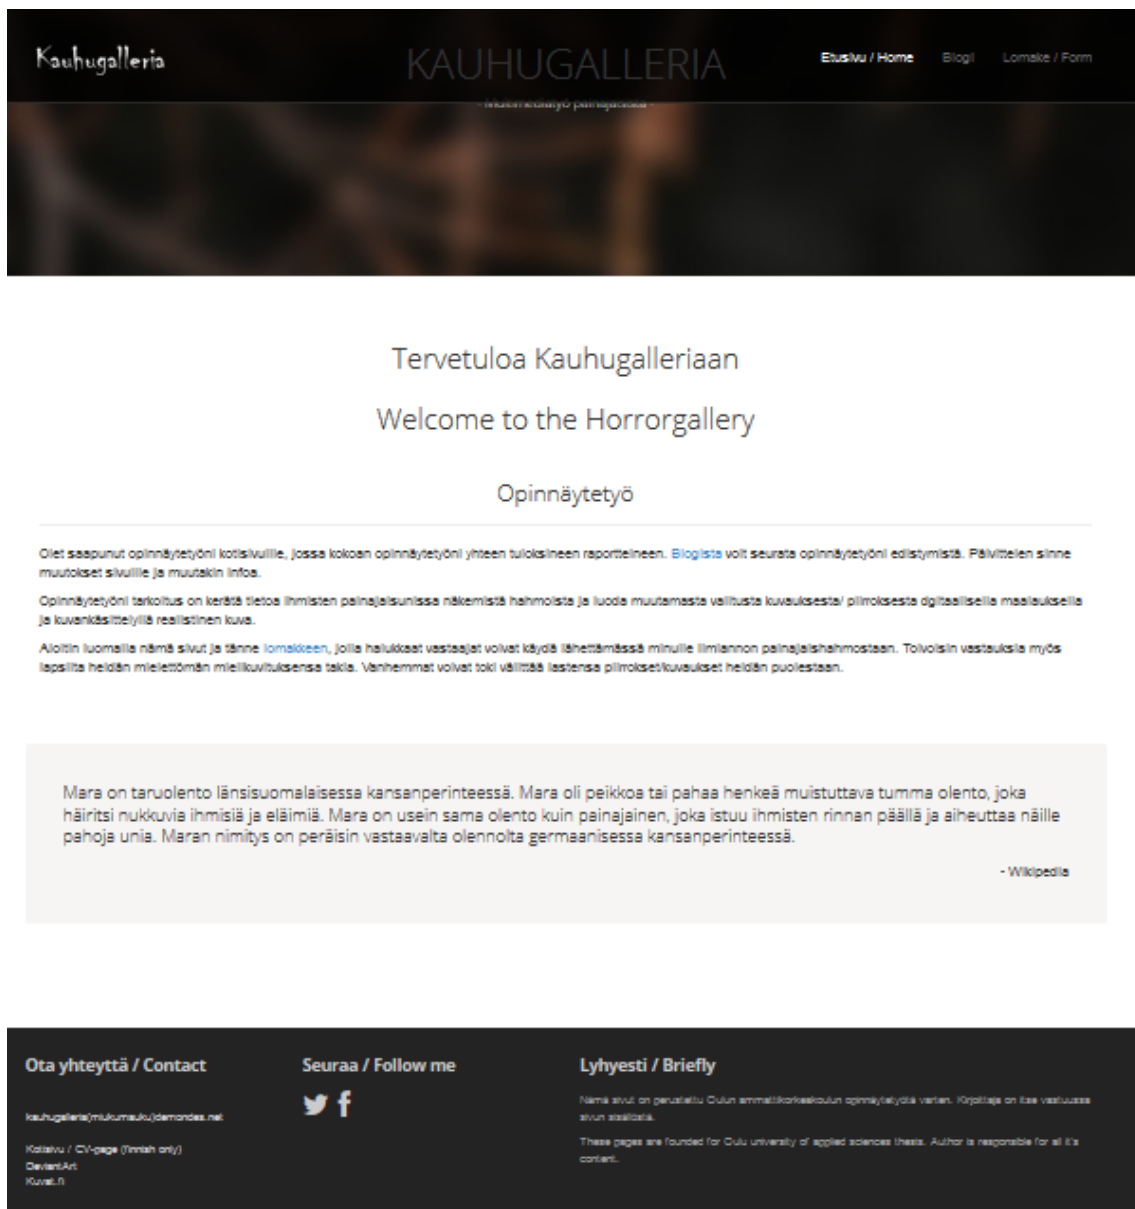 Kauhugalleria
KAUHUGALLERIA
Etusivu / Home
Blogi
Lomake / Form
Tervetuloa Kauhugalleriaan
Welcome to the Horrorgallery
Opinnäytetyö
Olet saapunut opinnäytetyöni kotisivuille, jossa kokoan opinnäytetyöni yhteen tuloksineen raportteineen. Blogista voit seurata opinnäytetyöni edistymistä. Päivittelen sinne
muutokset sivuille ja muutakin infoa.
Opinnäytetyöni tarkoitus on kerätä tietoa ihmisten painajaisunissa näkemistä hahmoista ja luoda muutamasta valitusta kuvauksesta/ piirroksesta dgitaalisella maalauksella
ja kuvankäsittelyllä realistinen kuva.
Aloitin luomalla nämä sivut ja tänne lomakkeen, jolla halukkaat vastaajat voivat käydä lähettämässä minulle ilmiannon painajaishahmostaan. Toivoisin vastauksia myös
lapsilta heidän mielettömän mielikuvituksensa takia. Vanhemmat voivat toki välittää lastensa piirrokset/kuvaukset heidän puolestaan.
Mara on taruolento länsisuomalaisessa kansanperinteessä. Mara oli peikkoa tai pahaa henkeä muistuttava tumma olento, joka
häiritsi nukkuvia ihmisiä ja eläimiä. Mara on usein sama olento kuin painajainen, joka istuu ihmisten rinnan päällä ja aiheuttaa näille
pahoja unia. Maran nimitys on peräisin vastaavalta olennolta germaanisessa kansanperinteessä.
- Wikipedia
Ota yhteyttä / Contact
kauhugalleria(miukumauku)demondes.net
Kotisivu / CV-page (finnish only)
DeviantArt
Kuvat.fi
Seuraa / Follow me
Lyhyesti / Briefly
Nämä sivut on perustettu Oulun ammattikorkeakoulun opinnäytetyötä varten. Kirjoittaja on itse vastuussa
sivun sisällöstä.
These pages are founded for Oulu university of applied sciences thesis. Author is responsible for all it's
content.